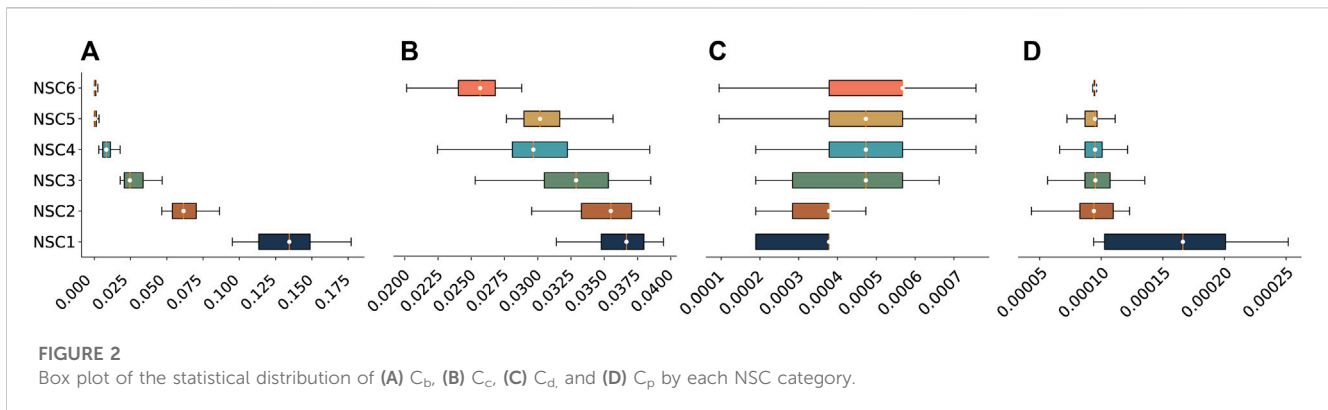 A B C D
NSC6
NSC5
NSC4
NSC3
NSC2
NSC1
0.000 0.025 0.050 0.075 0.100 0.125 0.150 0.175
0.0200 0.0225 0.0250 0.0275 0.0300 0.0325 0.0350 0.0375 0.0400
0.0001 0.0002 0.0003 0.0004 0.0005 0.0006 0.0007
0.00005 0.00010 0.00015 0.00020 0.00025
FIGURE 2
Box plot of the statistical distribution of (A) Cb, (B) Cc, (C) Cd, and (D) Cp by each NSC category.